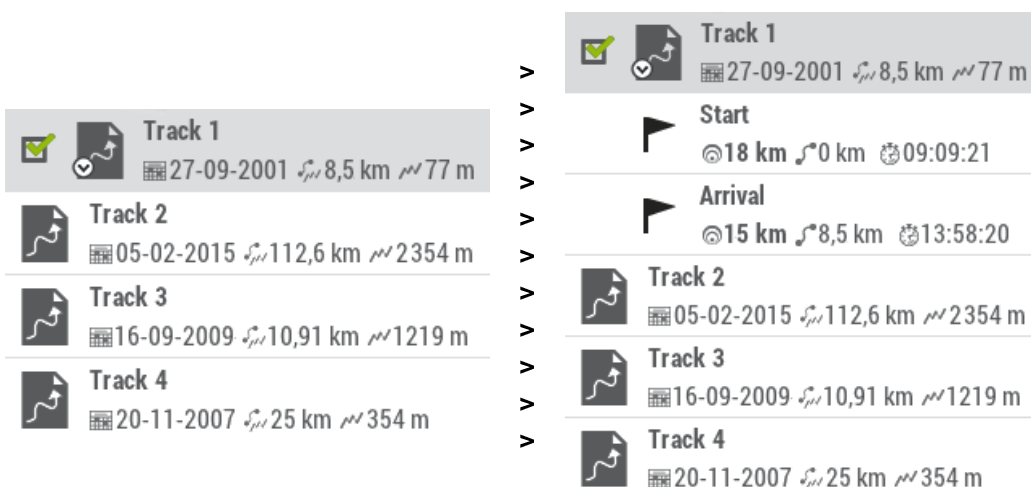 Track 1
27-09-2001 8,5 km 77 m
Track 2
05-02-2015 112,6 km 2354 m
Track 3
16-09-2009 10,91 km 1219 m
Track 4
20-11-2007 25 km 354 m
>
>
>
>
>
>
>
>
>
>
>
Track 1
27-09-2001 8,5 km 77 m
Start
18 km 0 km 09:09:21
Arrival
15 km 8,5 km 13:58:20
Track 2
05-02-2015 112,6 km 2354 m
Track 3
16-09-2009 10,91 km 1219 m
Track 4
20-11-2007 25 km 354 m